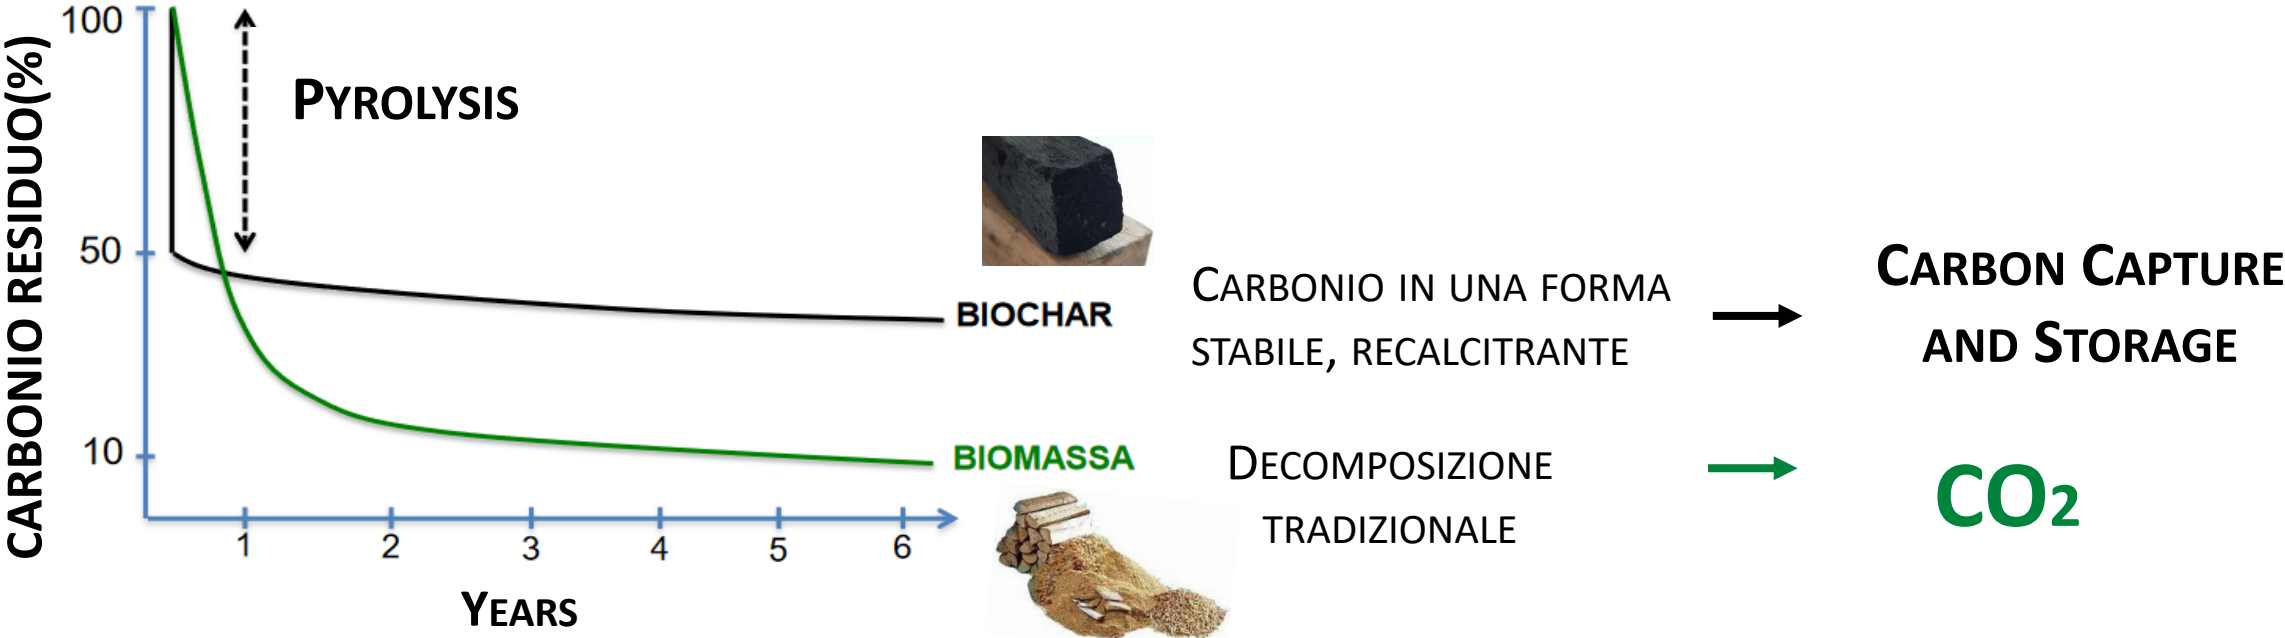 CARBONIO RESIDUO(%)
100
50
10
PYROLYSIS
BIOCHAR
BIOMASSA
1 2 3 4 5 6
YEARS
CARBONIO IN UNA FORMA
STABILE, RECALCITRANTE
DECOMPOSIZIONE
TRADIZIONALE
CARBON CAPTURE
AND STORAGE
CO2